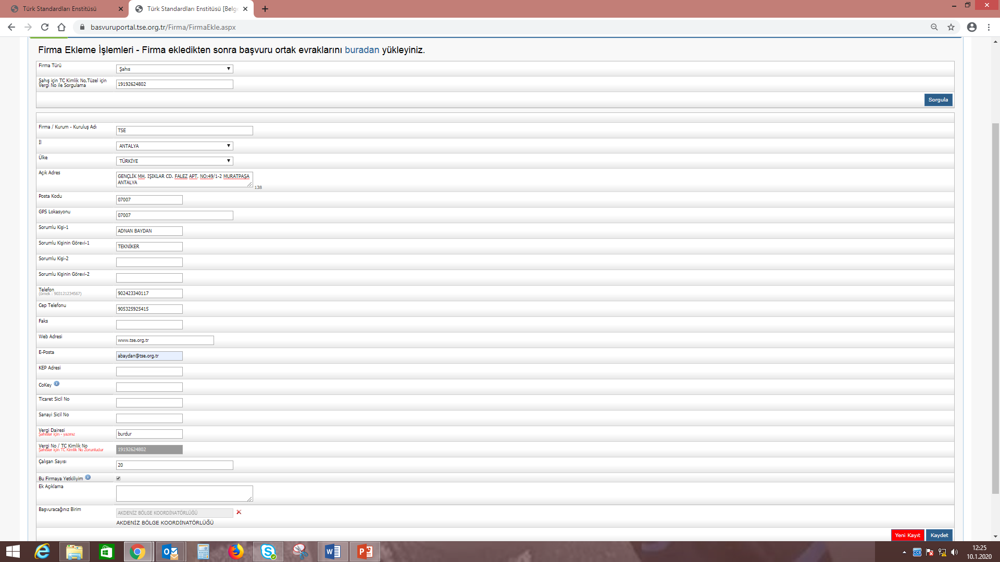 Türk Standardları Enstitüsü
Türk Standardları Enstitüsü [Belge
basvuruportal.tse.org.tr/Firma/FirmaEkle.aspx
Firma Ekleme İşlemleri - Firma ekledikten sonra başvuru ortak evraklarını buradan yükleyiniz.
Firma Türü
Şahıs
Şahış için TC Kimlik No,Tüzel için
Vergi No ile Sorgulama
19192624802
Sorgula
Firma / Kurum - Kuruluş Adı
TSE
İl
ANTALYA
Ülke
TÜRKİYE
Açık Adres
GENÇLİK MH. IŞIKLAR CD. FALEZ APT. NO:49/1-2 MURATPAŞA
ANTALYA
138
Posta Kodu
07007
GPS Lokasyonu
07007
Sorumlu Kişi-1
ADNAN BAYDAN
Sorumlu Kişinin Görevi-1
TEKNİKER
Sorumlu Kişi-2
Sorumlu Kişinin Görevi-2
Telefon
(örnek : 903121234567)
902423340117
Cep Telefonu
905325925415
Faks
Web Adresi
www.tse.org.tr
E-Posta
abaydan@tse.org.tr
KEP Adresi
CoKey
Ticaret Sicil No
Sanayi Sicil No
Vergi Dairesi
Şahıslar için - yazınız
burdur
Vergi No / TC Kimlik No
Şahıslar için TC Kimlik No Zorunludur
19192624802
Çalışan Sayısı
20
Bu Firmaya Yetkiliyim
Ek Açıklama
Başvuracağınız Birim
AKDENİZ BÖLGE KOORDİNATÖRLÜĞÜ
AKDENİZ BÖLGE KOORDİNATÖRLÜĞÜ
Yeni Kayıt
Kaydet
12:25
10.1.2020